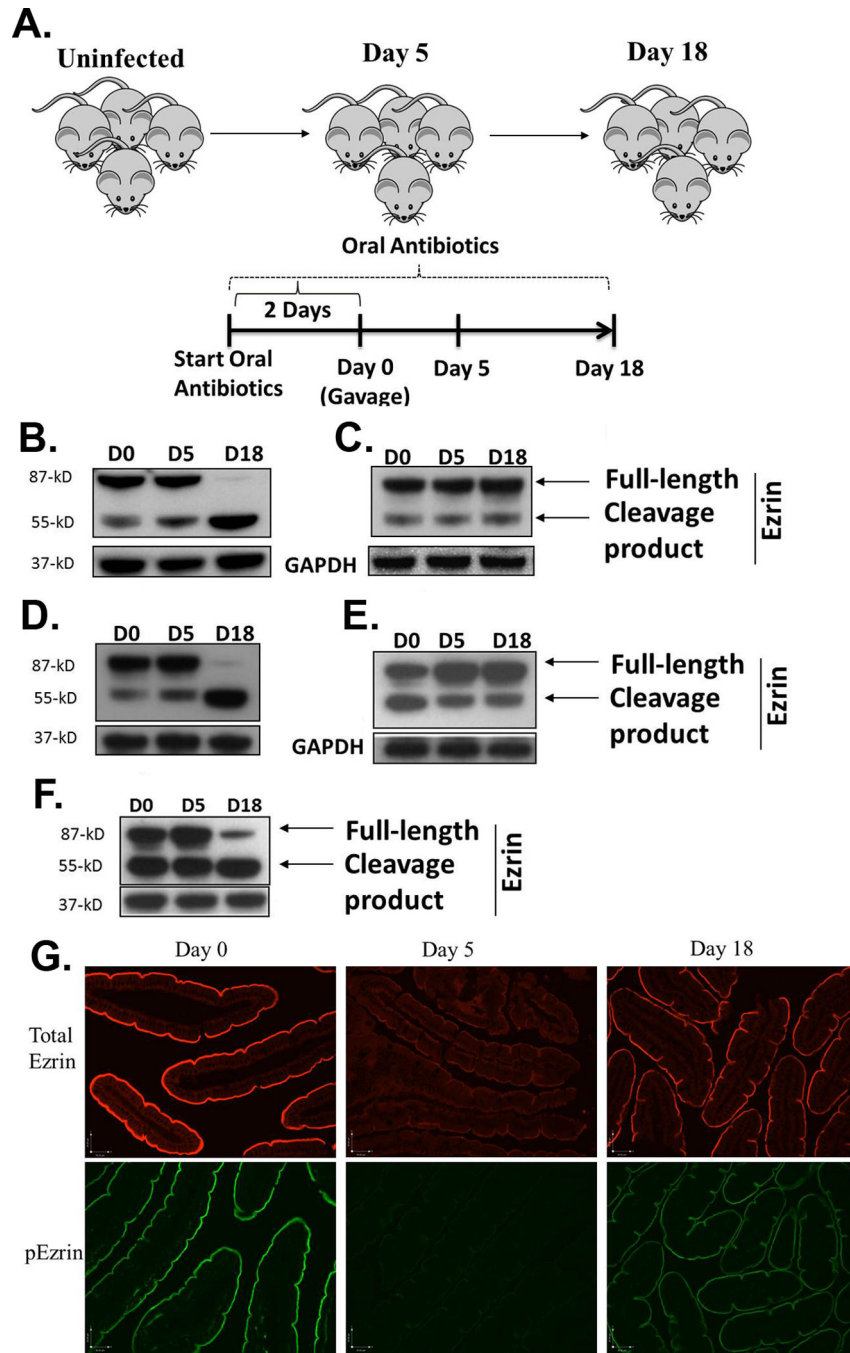 A.
Uninfected
Day 5
Day 18
Oral Antibiotics
2 Days
Start Oral
Antibiotics
Day 0
(Gavage)
Day 5
Day 18
B.
D0 D5 D18
87-kD
55-kD
37-kD
GAPDH
C.
D0 D5 D18
Full-length
Cleavage
product
Ezrin
D.
D0 D5 D18
87-kD
55-kD
37-kD
GAPDH
E.
D0 D5 D18
Full-length
Cleavage
product
Ezrin
F.
D0 D5 D18
87-kD
55-kD
37-kD
Full-length
Cleavage
product
Ezrin
G.
Day 0
Day 5
Day 18
Total
Ezrin
pEzrin